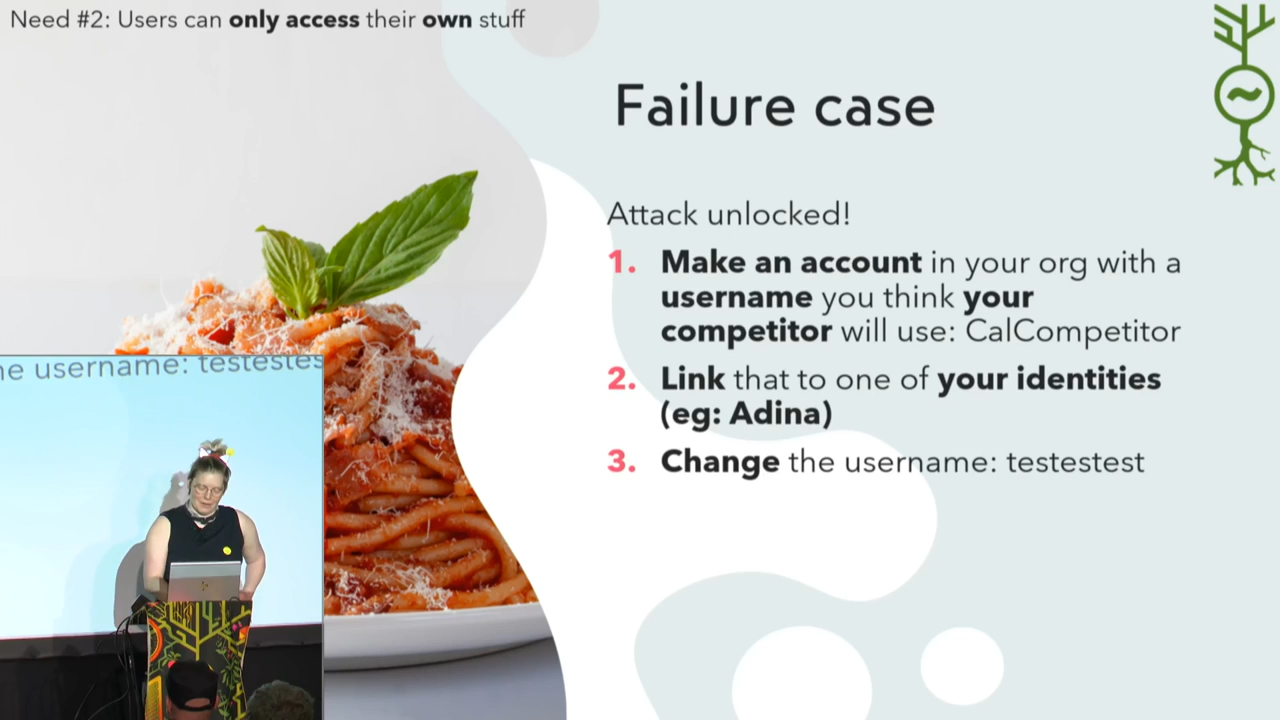 Need #2: Users can only access their own stuff
Failure case
Attack unlocked!
1. Make an account in your org with a
username you think your
competitor will use: CalCompetitor
2. Link that to one of your identities
(eg: Adina)
3. Change the username: testestest
he username: testestes